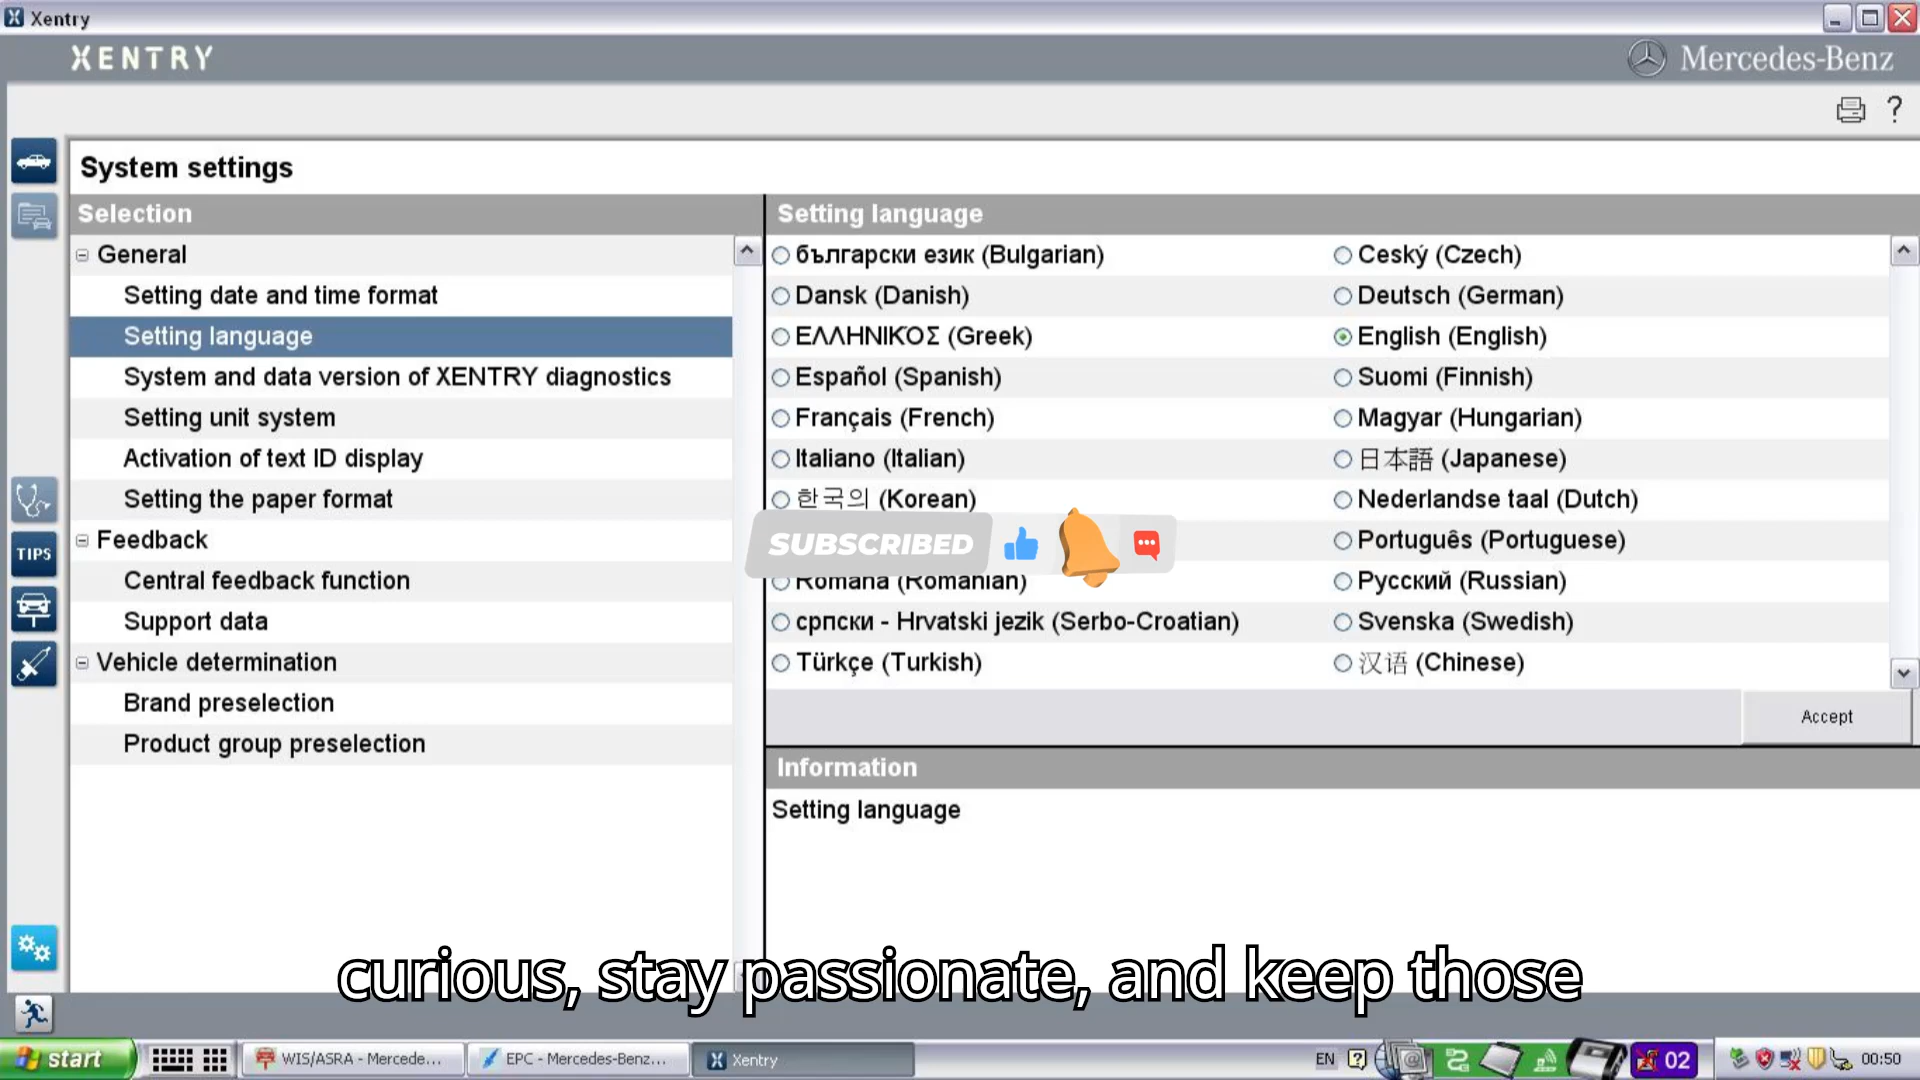 Xentry
XENTRY
Mercedes-Benz
?
System settings
Selection
General
Setting date and time format
Setting language
System and data version of XENTRY diagnostics
Setting unit system
Activation of text ID display
Setting the paper format
Feedback
Central feedback function
Support data
Vehicle determination
Brand preselection
Product group preselection
TIPS
Setting language
български език (Bulgarian)
Ceský (Czech)
Dansk (Danish)
Deutsch (German)
ΕΛΛΗΝΙΚΌΣ (Greek)
English (English)
Español (Spanish)
Suomi (Finnish)
Français (French)
Magyar (Hungarian)
Italiano (Italian)
日本語 (Japanese)
한국의 (Korean)
Nederlandse taal (Dutch)
SUBSCRIBED
Português (Portuguese)
Româna (Romanian)
Русский (Russian)
српски - Hrvatski jezik (Serbo-Croatian)
Svenska (Swedish)
Türkçe (Turkish)
汉语 (Chinese)
Accept
Information
Setting language
curious, stay passionate, and keep those
start
WIS/ASRA - Mercede...
EPC - Mercedes-Benz...
Xentry
EN
02
00:50